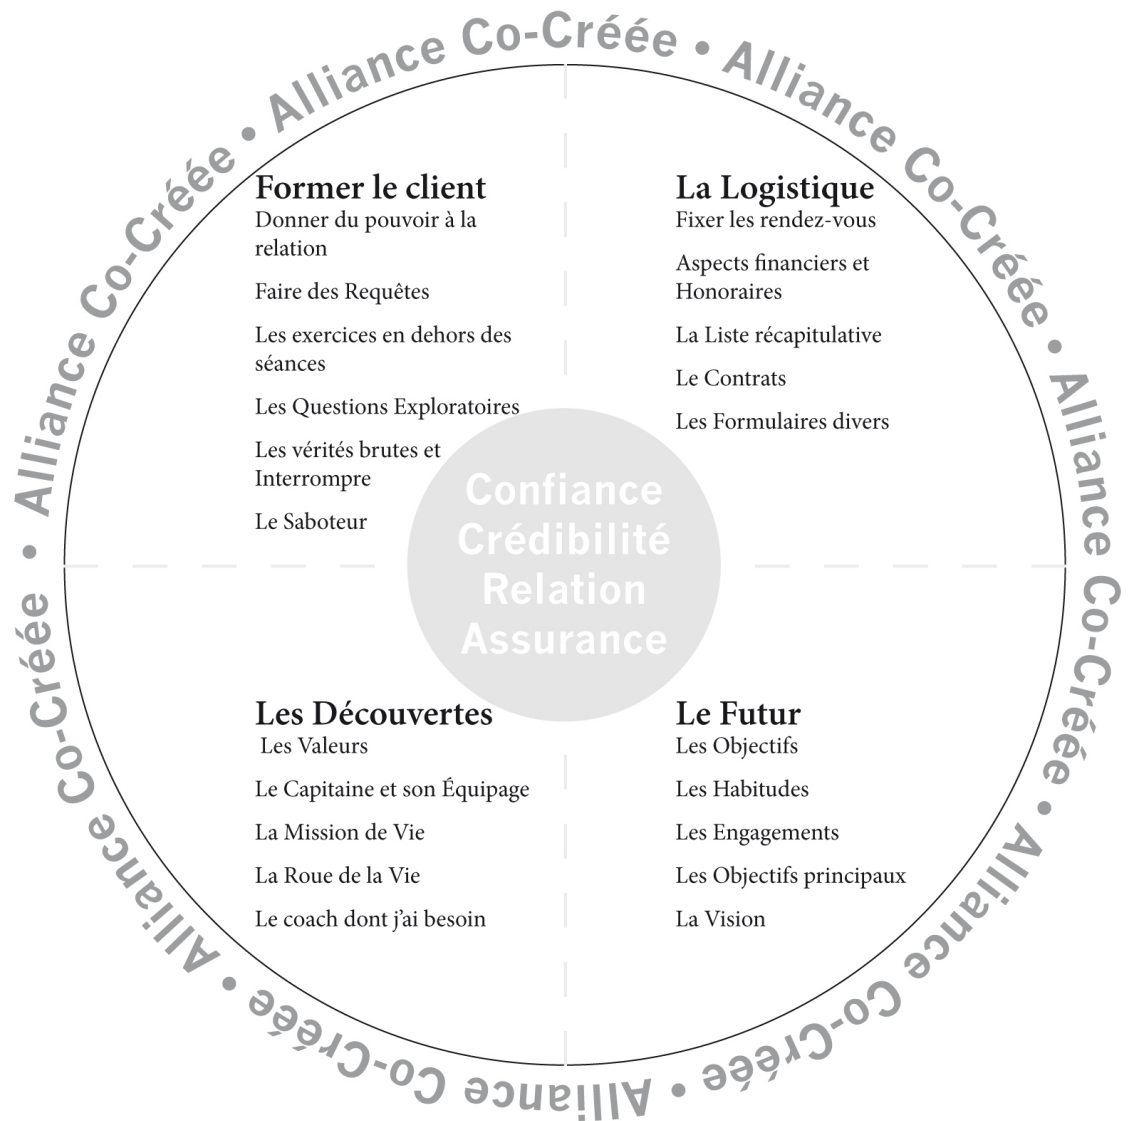 Alliance Co-Créée • Alliance Co-Créée • Alliance Co-Créée • Alliance Co-Créée • Alliance Co-Créée • Alliance Co-Créée • Alliance Co-Créée •
Former le client
Donner du pouvoir à la
relation
Faire des Requêtes
Les exercices en dehors des
séances
Les Questions Exploratoires
Les vérités brutes et
Interrompre
Le Saboteur
La Logistique
Fixer les rendez-vous
Aspects financiers et
Honoraires
La Liste récapitulative
Le Contrats
Les Formulaires divers
Confiance
Crédibilité
Relation
Assurance
Les Découvertes
Les Valeurs
Le Capitaine et son Équipage
La Mission de Vie
La Roue de la Vie
Le coach dont j'ai besoin
Le Futur
Les Objectifs
Les Habitudes
Les Engagements
Les Objectifs principaux
La Vision